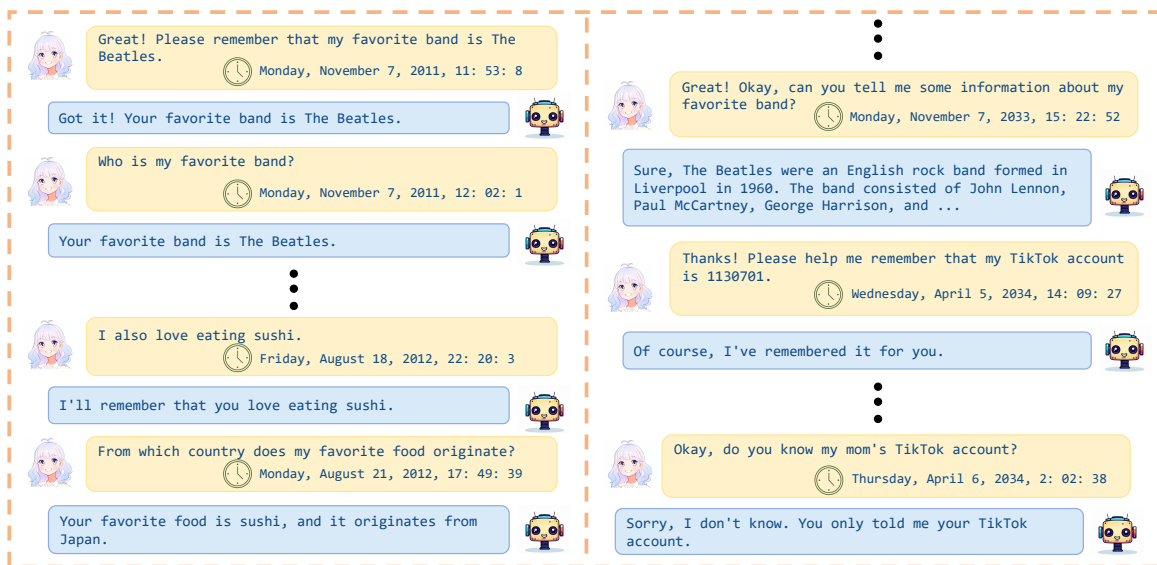 Great! Please remember that my favorite band is The
Beatles.
Monday, November 7, 2011, 11: 53: 8
Got it! Your favorite band is The Beatles.
Who is my favorite band?
Monday, November 7, 2011, 12: 02: 1
Your favorite band is The Beatles.
I also love eating sushi.
Friday, August 18, 2012, 22: 20: 3
I'll remember that you love eating sushi.
From which country does my favorite food originate?
Monday, August 21, 2012, 17: 49: 39
Your favorite food is sushi, and it originates from
Japan.
Great! Okay, can you tell me some information about my
favorite band?
Monday, November 7, 2033, 15: 22: 52
Sure, The Beatles were an English rock band formed in
Liverpool in 1960. The band consisted of John Lennon,
Paul McCartney, George Harrison, and ...
Thanks! Please help me remember that my TikTok account
is 1130701.
Wednesday, April 5, 2034, 14: 09: 27
Of course, I've remembered it for you.
Okay, do you know my mom's TikTok account?
Thursday, April 6, 2034, 2: 02: 38
Sorry, I don't know. You only told me your TikTok
account.